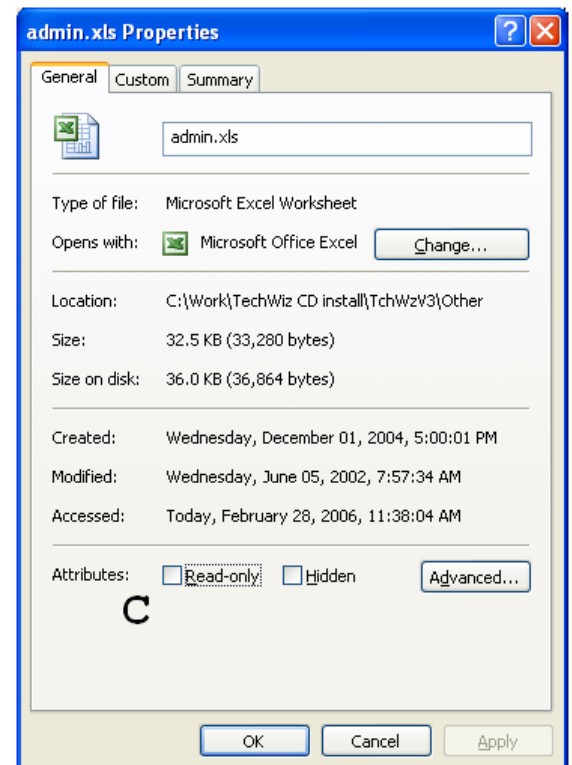 admin.xls Properties
General Custom Summary
admin.xls
Type of file: Microsoft Excel Worksheet
Opens with: Microsoft Office Excel Change...
Location: C:\Work\TechWiz CD install\TchWzV3\Other
Size: 32.5 KB (33,280 bytes)
Size on disk: 36.0 KB (36,864 bytes)
Created: Wednesday, December 01, 2004, 5:00:01 PM
Modified: Wednesday, June 05, 2002, 7:57:34 AM
Accessed: Today, February 28, 2006, 11:38:04 AM
Attributes: Read-only Hidden Advanced...
C
OK Cancel Apply